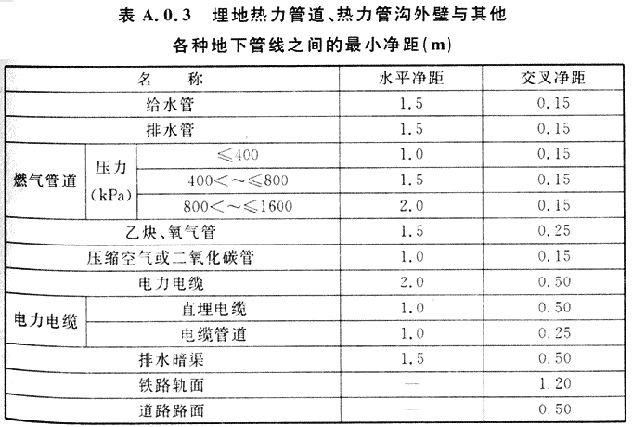 表 A.0.3 埋地热力管道、热力管沟外壁与其他
各种地下管线之间的最小净距(m)
名 称 水平净距 交叉净距
给水管 1.5 0.15
排水管 1.5 0.15
燃气管道 压力(kPa) ≤400 1.0 0.15
400<~≤800 1.5 0.15
800<~≤1600 2.0 0.15
乙炔、氧气管 1.5 0.25
压缩空气或二氧化碳管 1.0 0.15
电力电缆 2.0 0.50
电力电缆 直埋电缆 1.0 0.50
电缆管道 1.0 0.25
排水暗渠 1.5 0.50
铁路轨面 — 1.20
道路路面 — 0.50